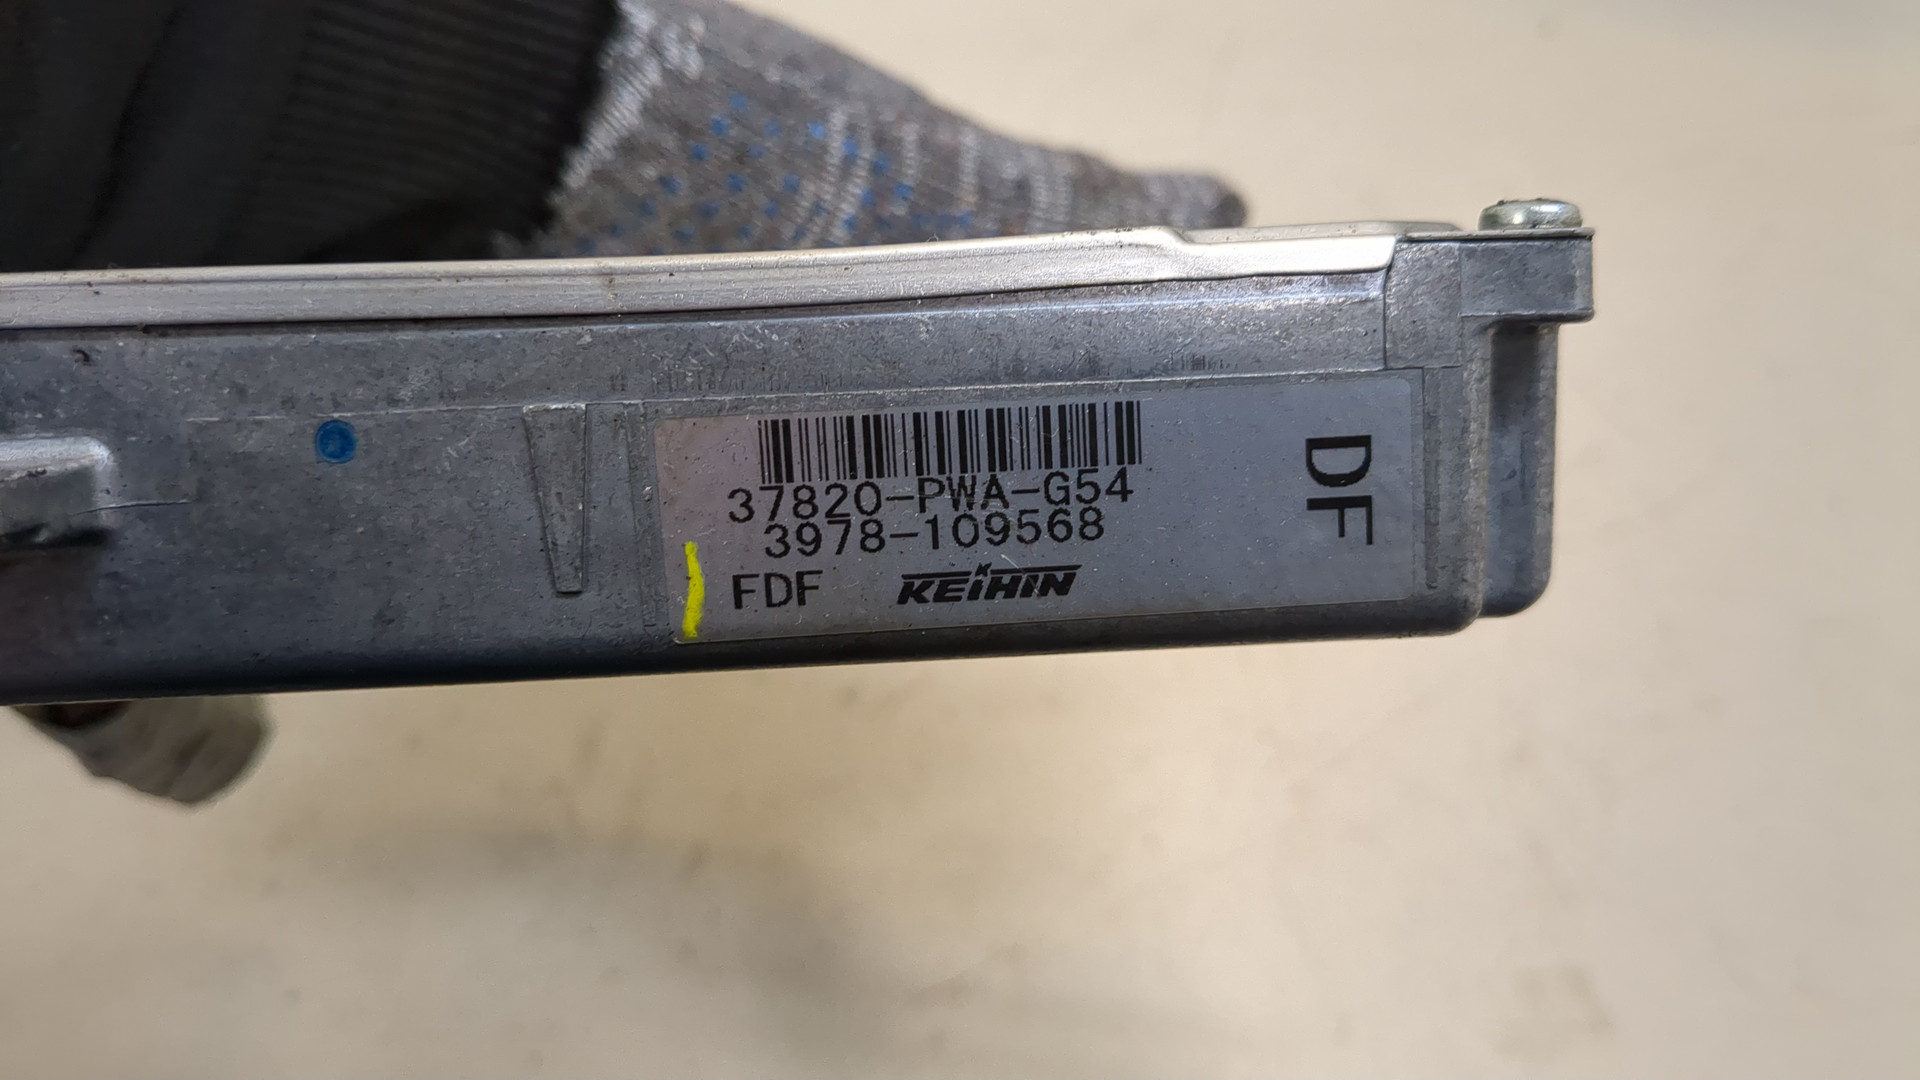 37820-PWA-G54
3978-109568
FDF KEIHIN
DF